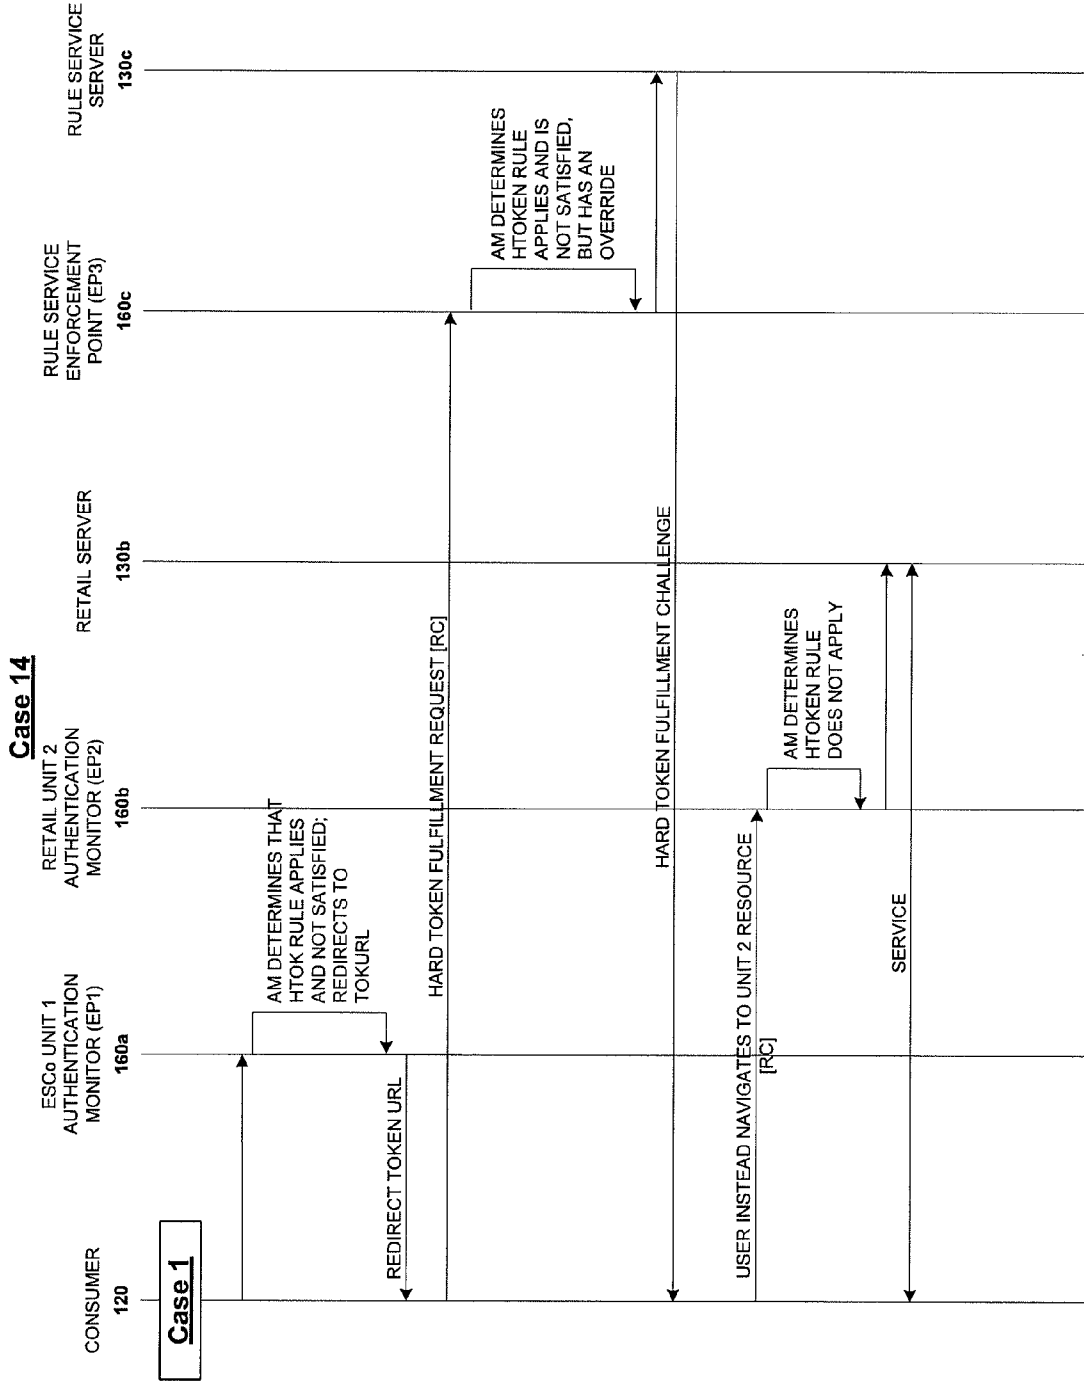 Case 14
CONSUMER
120
ESCo UNIT 1
AUTHENTICATION
MONITOR (EP1)
160a
RETAIL UNIT 2
AUTHENTICATION
MONITOR (EP2)
160b
RETAIL SERVER
130b
RULE SERVICE
ENFORCEMENT
POINT (EP3)
160c
RULE SERVICE
SERVER
130c
Case 1
AM DETERMINES THAT
HTOK RULE APPLIES
AND NOT SATISFIED;
REDIRECTS TO
TOKURL
REDIRECT TOKEN URL
HARD TOKEN FULFILLMENT REQUEST [RC]
AM DETERMINES
HTOKEN RULE
APPLIES AND IS
NOT SATISFIED,
BUT HAS AN
OVERRIDE
HARD TOKEN FULFILLMENT CHALLENGE
USER INSTEAD NAVIGATES TO UNIT 2 RESOURCE
[RC]
AM DETERMINES
HTOKEN RULE
DOES NOT APPLY
SERVICE